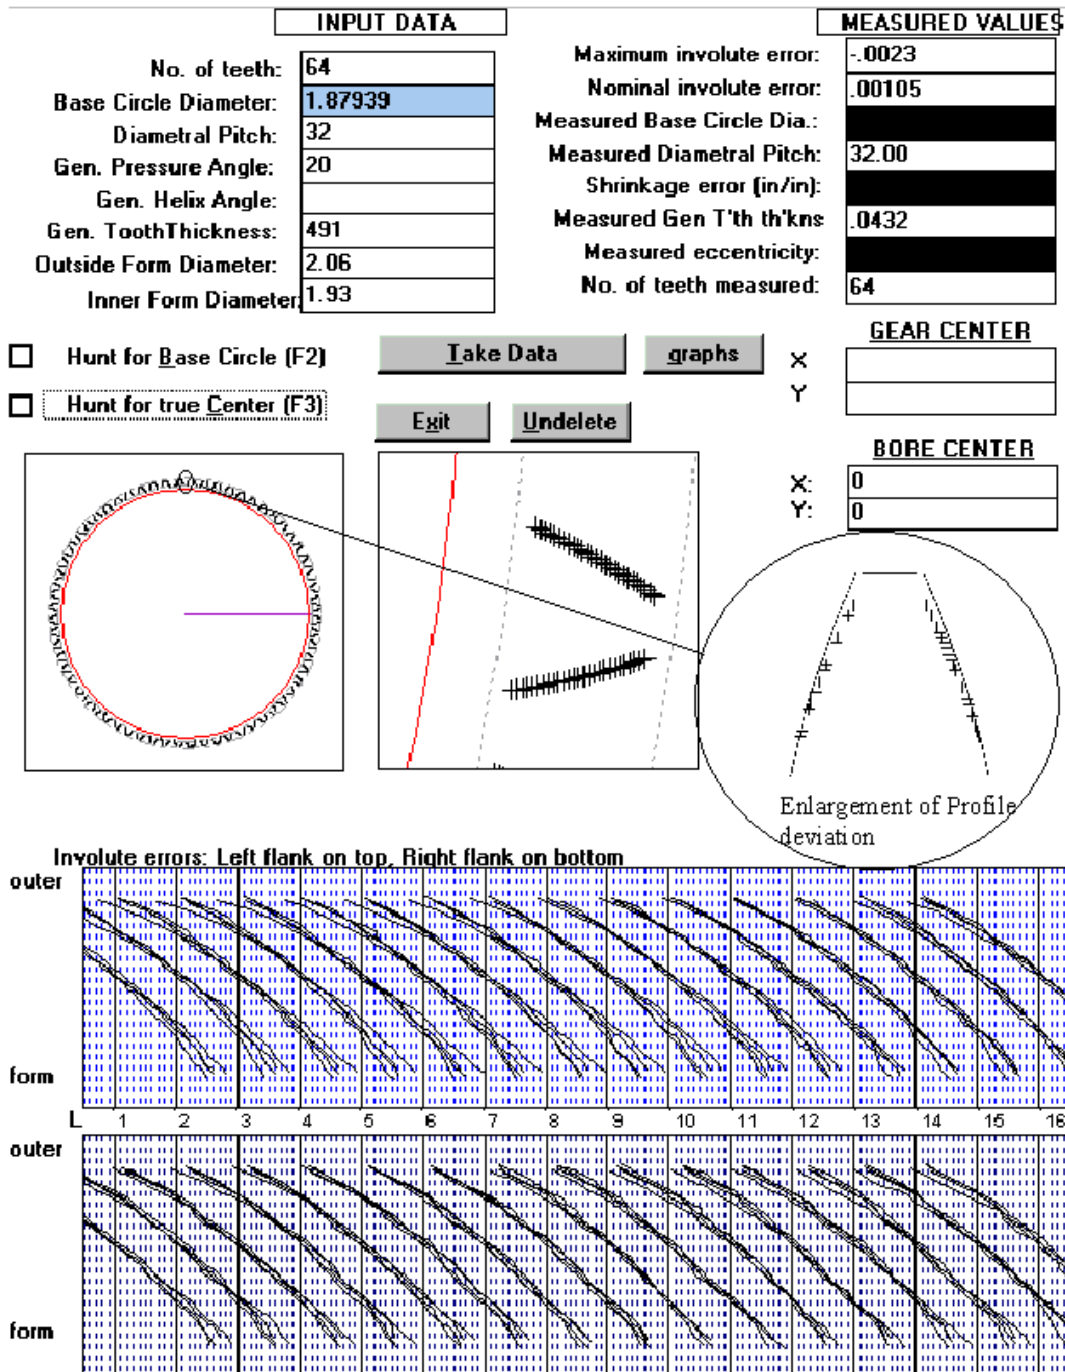 INPUT DATA
No. of teeth: 64
Base Circle Diameter: 1.87939
Diametral Pitch: 32
Gen. Pressure Angle: 20
Gen. Helix Angle:
Gen. ToothThickness: 491
Outside Form Diameter: 2.06
Inner Form Diameter: 1.93
MEASURED VALUES
Maximum involute error: -.0023
Nominal involute error: .00105
Measured Base Circle Dia.:
Measured Diametral Pitch: 32.00
Shrinkage error (in/in):
Measured Gen T'th th'kns .0432
Measured eccentricity:
No. of teeth measured: 64
Hunt for Base Circle (F2)
Hunt for true Center (F3)
Take Data
graphs
Exit
Undelete
GEAR CENTER
X
Y
BORE CENTER
X: 0
Y: 0
Enlargement of Profile
deviation
Involute errors: Left flank on top, Right flank on bottom
outer
form
L 1 2 3 4 5 6 7 8 9 10 11 12 13 14 15 16
outer
form